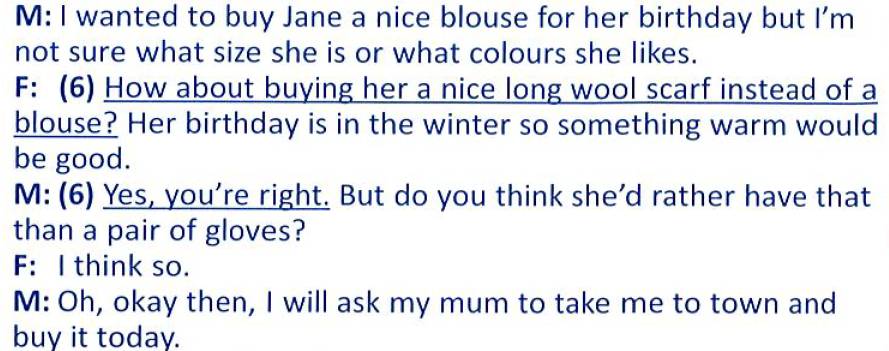 M: I wanted to buy Jane a nice blouse for her birthday but I'm
not sure what size she is or what colours she likes.
F: (6) How about buying her a nice long wool scarf instead of a
blouse? Her birthday is in the winter so something warm would
be good.
M: (6) Yes, you're right. But do you think she'd rather have that
than a pair of gloves?
F: I think so.
M: Oh, okay then, I will ask my mum to take me to town and
buy it today.